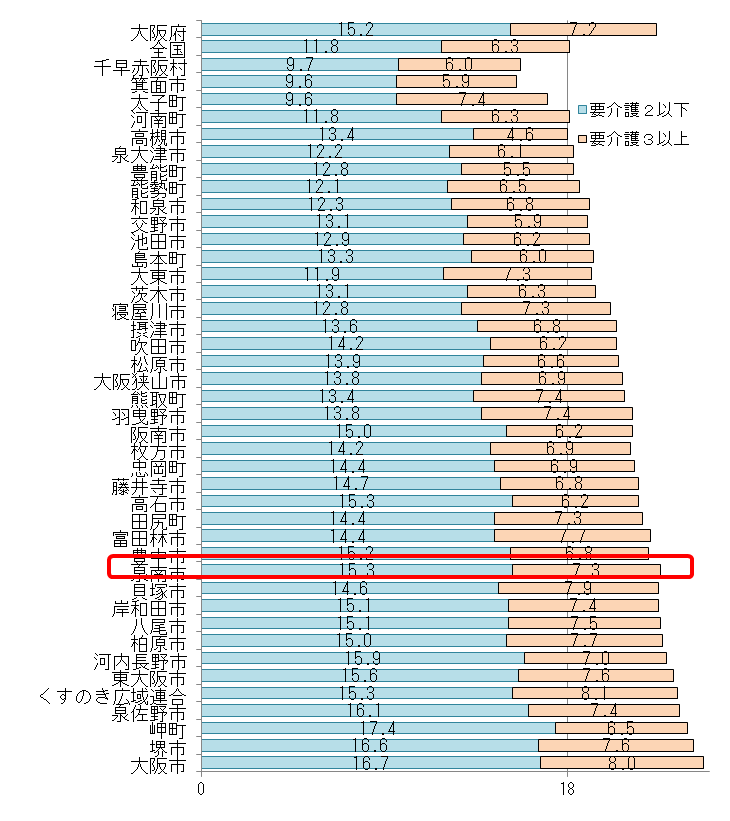 大阪府 15.2 7.2
全国 11.8 6.3
千早赤阪村 9.7 6.0
箕面市 9.6 5.9
太子町 9.6 7.4
要介護２以下
河南町 11.8 6.3
高槻市 13.4 4.6
要介護３以上
泉大津市 12.2 6.1
豊能町 12.8 5.5
能勢町 12.1 6.5
和泉市 12.3 6.8
交野市 13.1 5.9
池田市 12.9 6.2
島本町 13.3 6.0
大東市 11.9 7.3
茨木市 13.1 6.3
寝屋川市 12.8 7.3
摂津市 13.6 6.8
吹田市 14.2 6.2
松原市 13.9 6.6
大阪狭山市 13.8 6.9
熊取町 13.4 7.4
羽曳野市 13.8 7.4
阪南市 15.0 6.2
枚方市 14.2 6.9
忠岡町 14.4 6.9
藤井寺市 14.7 6.8
高石市 15.3 6.2
田尻町 14.4 7.3
富田林市 14.4 7.7
豊中市 15.2 6.8
泉南市 15.3 7.3
貝塚市 14.6 7.9
岸和田市 15.1 7.4
八尾市 15.1 7.5
柏原市 15.0 7.7
河内長野市 15.9 7.0
東大阪市 15.6 7.6
くすのき広域連合 15.3 8.1
泉佐野市 16.1 7.4
岬町 17.4 6.5
堺市 16.6 7.6
大阪市 16.7 8.0
0 18